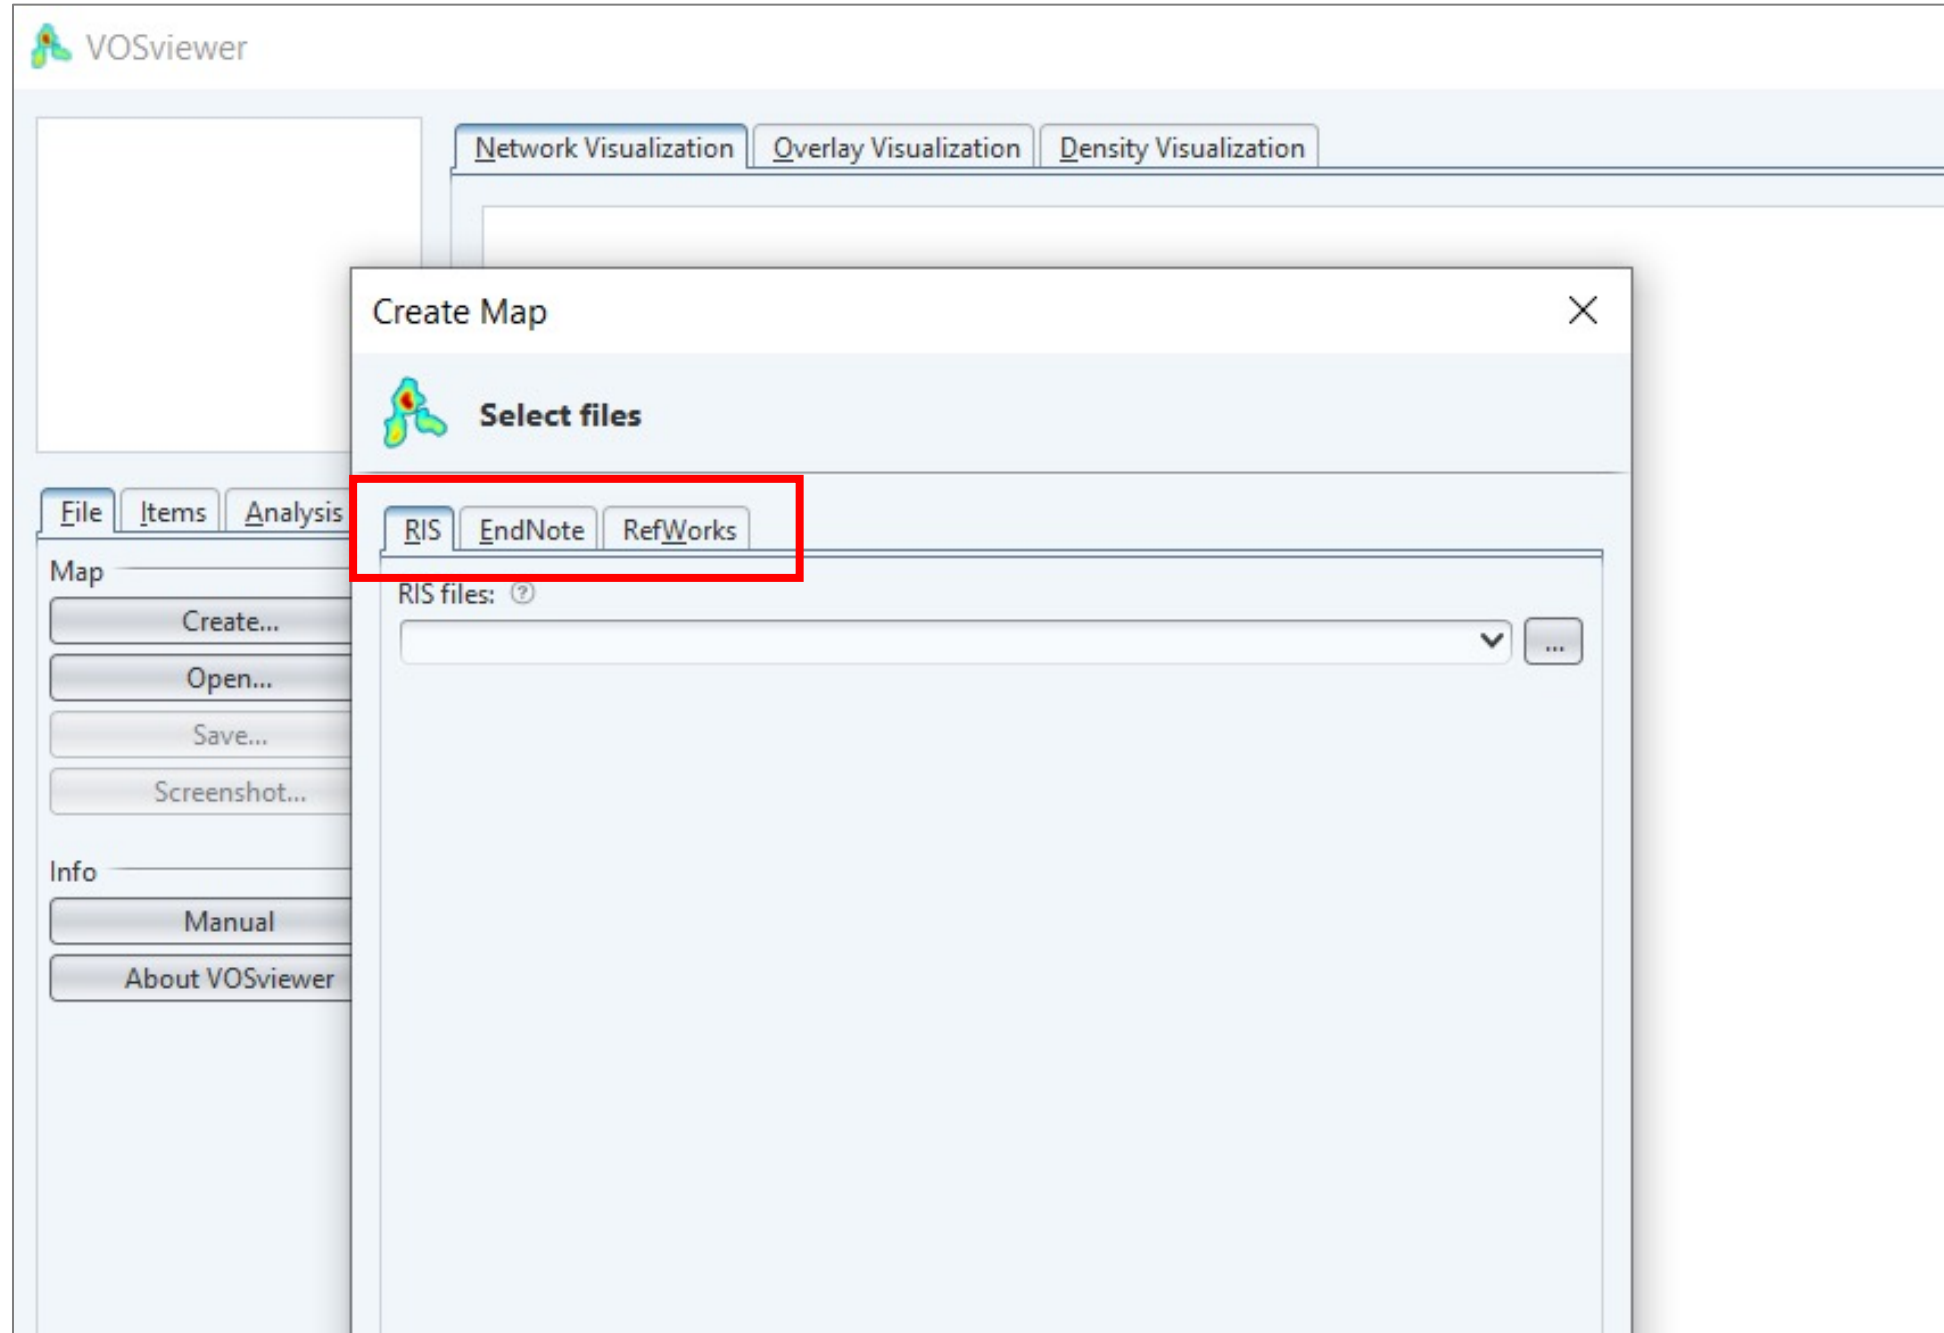 VOSviewer
Network Visualization Overlay Visualization Density Visualization
Create Map
Select files
File Items Analysis
RIS EndNote RefWorks
Map
RIS files: ?
Create...
...
Open...
Save...
Screenshot...
Info
Manual
About VOSviewer